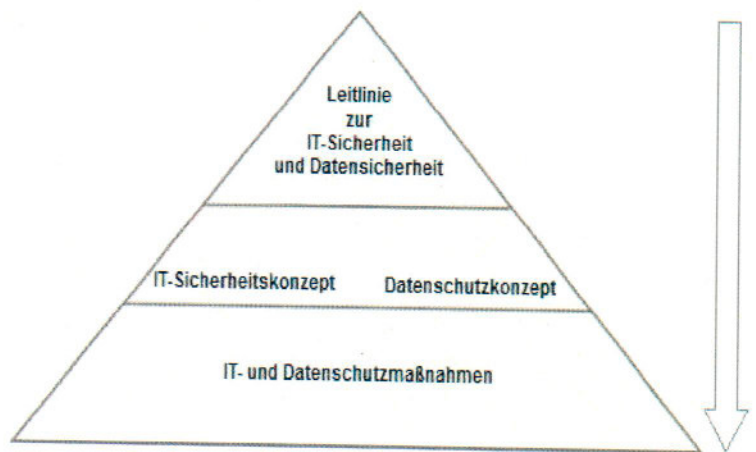 Leitlinie
zur
IT-Sicherheit
und Datensicherheit
IT-Sicherheitskonzept Datenschutzkonzept
IT- und Datenschutzmaßnahmen